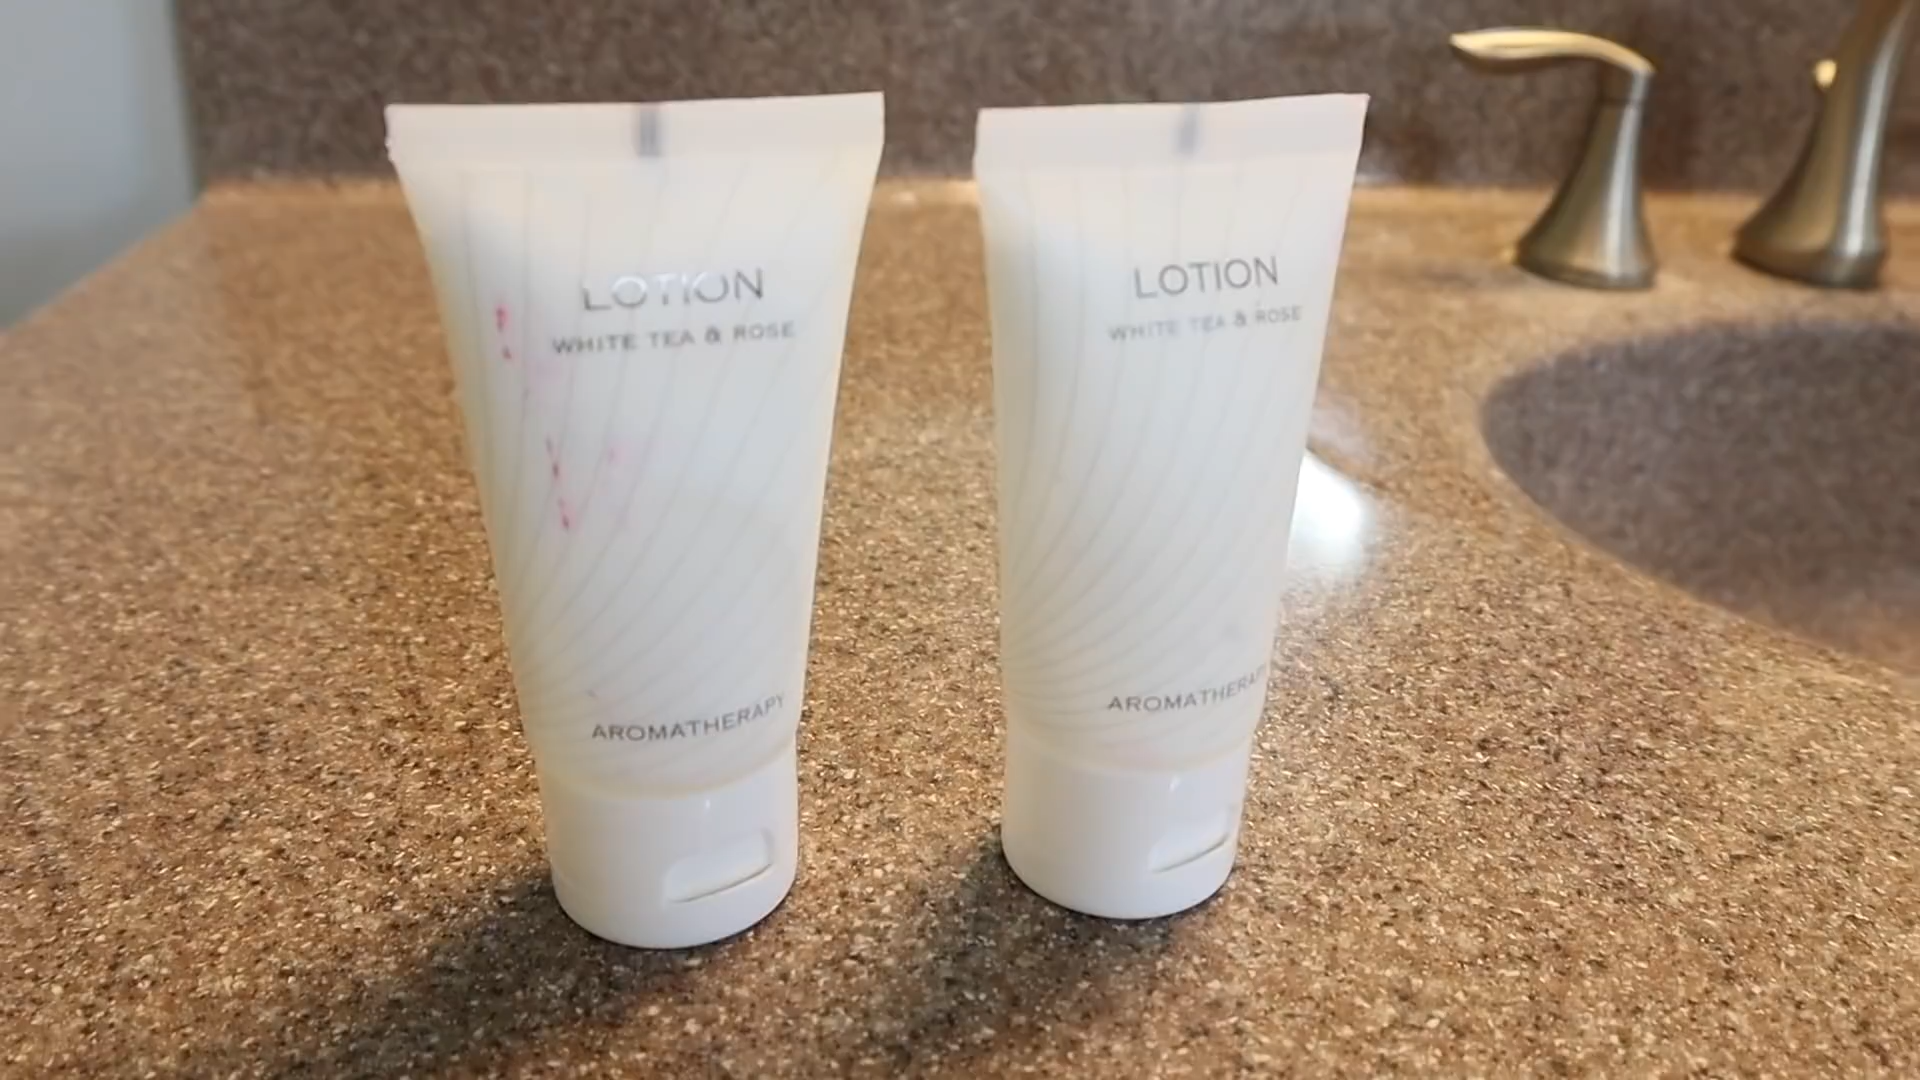 LOTION
WHITE TEA & ROSE
AROMATHERAPY
LOTION
WHITE TEA & ROSE
AROMATHERAPY